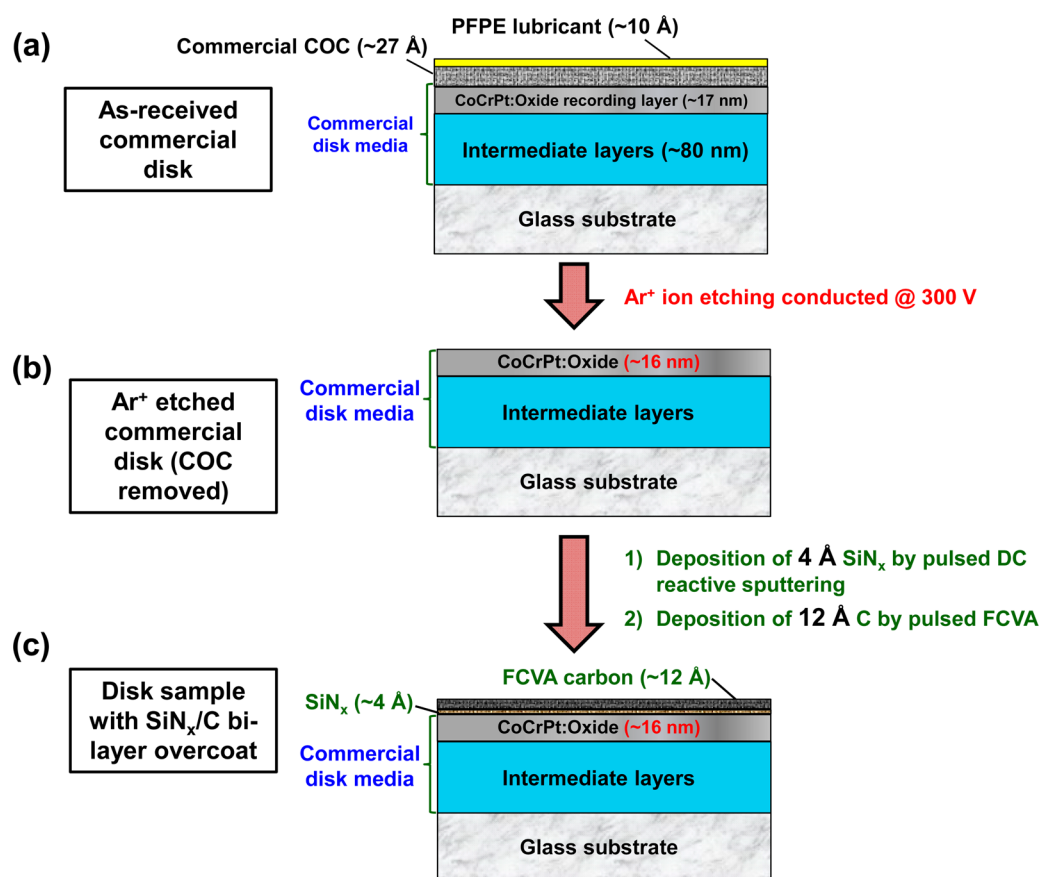 (a)
PFPE lubricant (~10 Å)
Commercial COC (~27 Å)
As-received
commercial
disk
Commercial
disk media
CoCrPt:Oxide recording layer (~17 nm)
Intermediate layers (~80 nm)
Glass substrate
Ar⁺ ion etching conducted @ 300 V
(b)
Ar⁺ etched
commercial
disk (COC
removed)
Commercial
disk media
CoCrPt:Oxide (~16 nm)
Intermediate layers
Glass substrate
1) Deposition of 4 Å SiNₓ by pulsed DC
reactive sputtering
2) Deposition of 12 Å C by pulsed FCVA
(c)
Disk sample
with SiNₓ/C bi-
layer overcoat
FCVA carbon (~12 Å)
SiNₓ (~4 Å)
Commercial
disk media
CoCrPt:Oxide (~16 nm)
Intermediate layers
Glass substrate